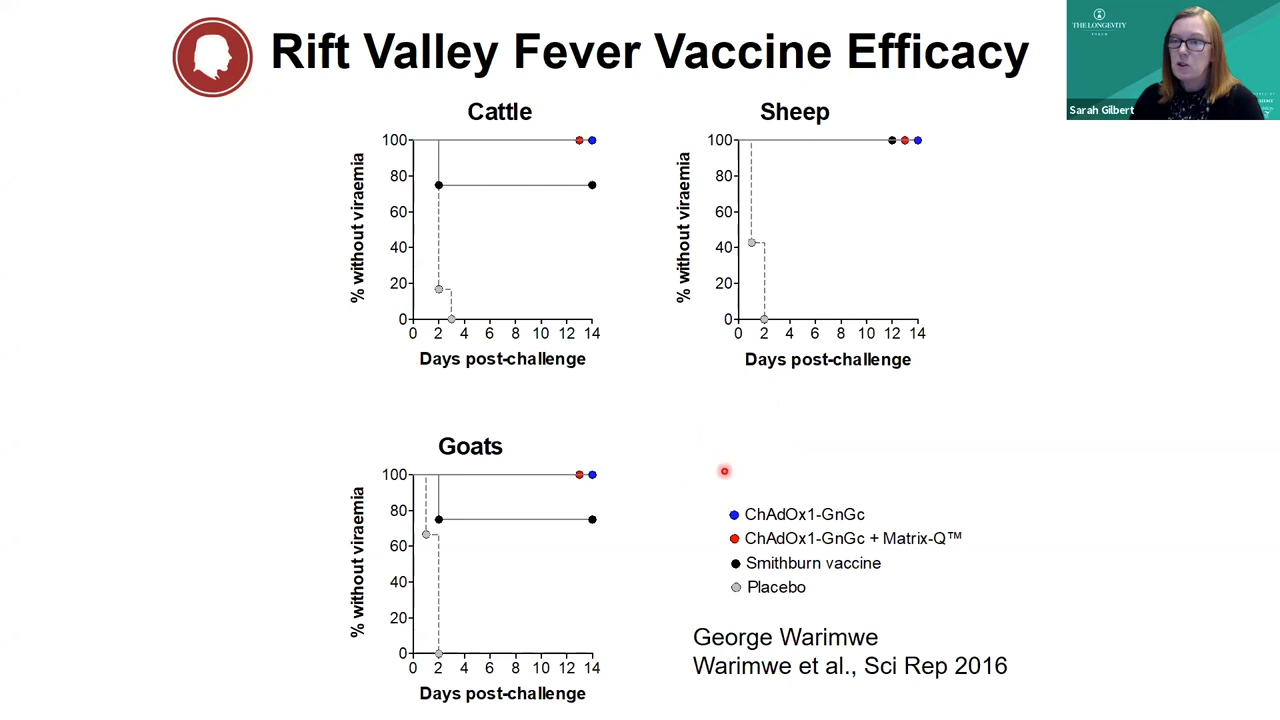 Rift Valley Fever Vaccine Efficacy
THE LONGEVITY
FORUM
Sarah Gilbert
Cattle
% without viraemia
100
80
60
40
20
0
0 2 4 6 8 10 12 14
Days post-challenge
Sheep
% without viraemia
100
80
60
40
20
0
0 2 4 6 8 10 12 14
Days post-challenge
Goats
% without viraemia
100
80
60
40
20
0
0 2 4 6 8 10 12 14
Days post-challenge
ChAdOx1-GnGc
ChAdOx1-GnGc + Matrix-Q™
Smithburn vaccine
Placebo
George Warimwe
Warimwe et al., Sci Rep 2016